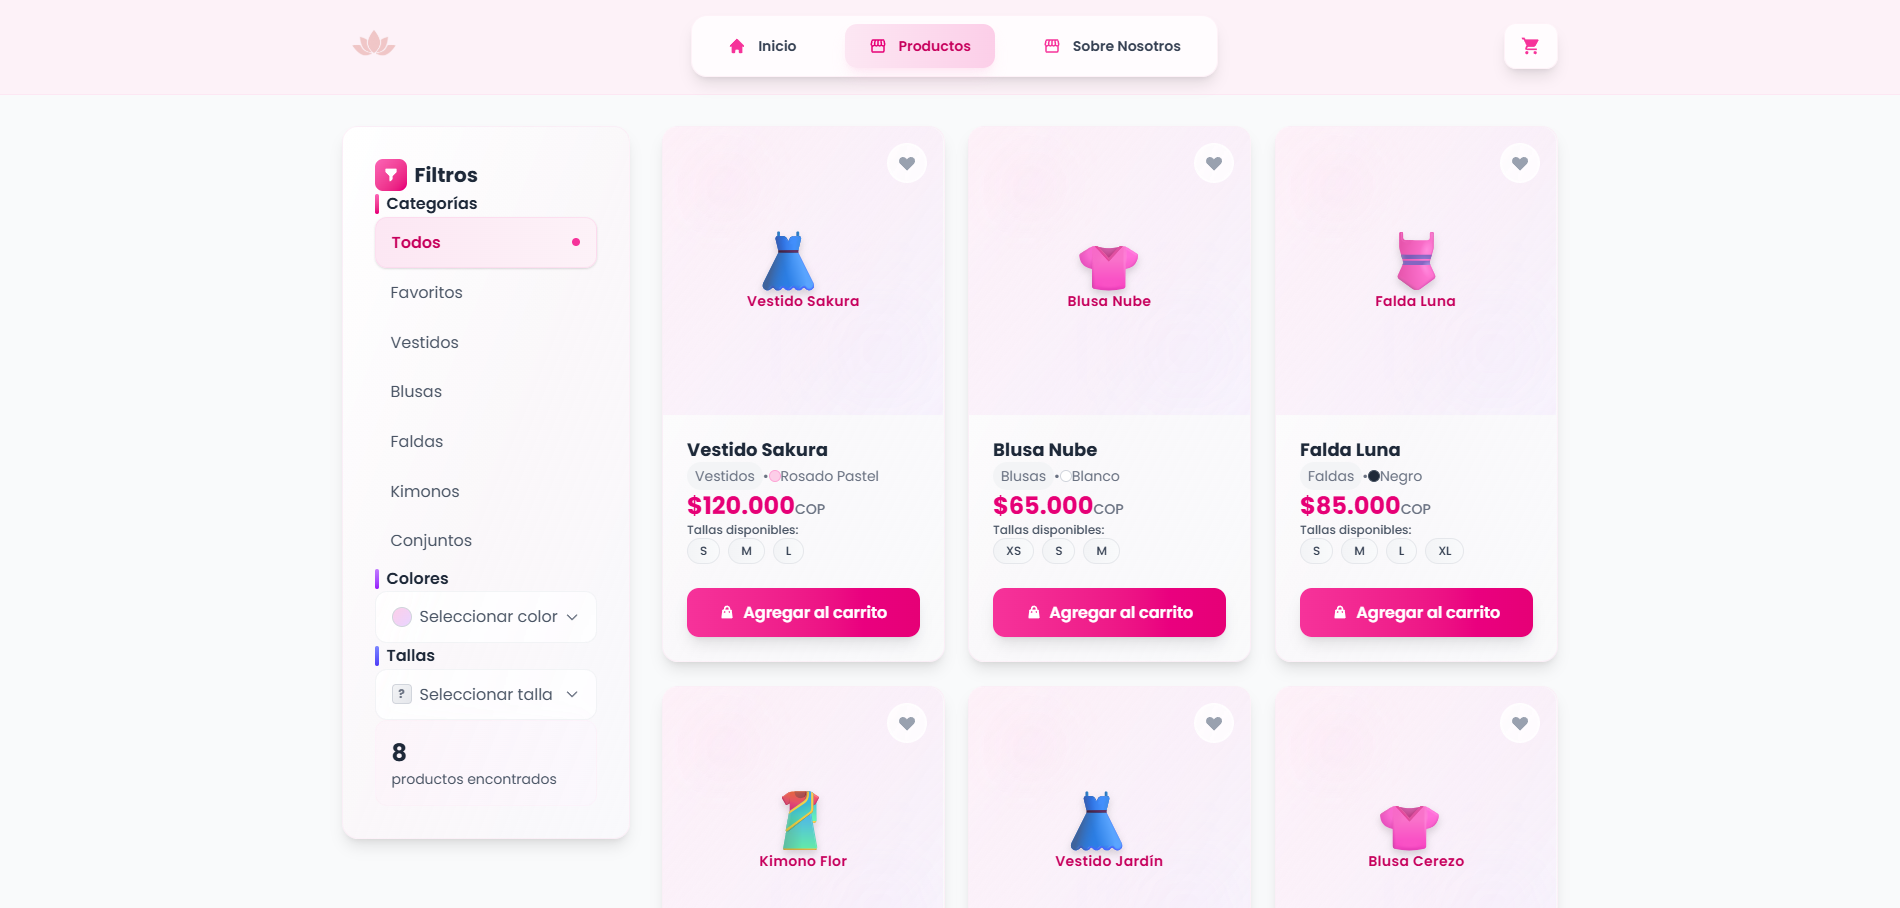 Inicio
Productos
Sobre Nosotros
Filtros
Categorías
Todos
Favoritos
Vestidos
Blusas
Faldas
Kimonos
Conjuntos
Colores
Seleccionar color
Tallas
? Seleccionar talla
8
productos encontrados
Vestido Sakura
Vestido Sakura
Vestidos • Rosado Pastel
$120.000COP
Tallas disponibles:
S M L
Agregar al carrito
Blusa Nube
Blusa Nube
Blusas • Blanco
$65.000COP
Tallas disponibles:
XS S M
Agregar al carrito
Falda Luna
Falda Luna
Faldas • Negro
$85.000COP
Tallas disponibles:
S M L XL
Agregar al carrito
Kimono Flor
Vestido Jardín
Blusa Cerezo